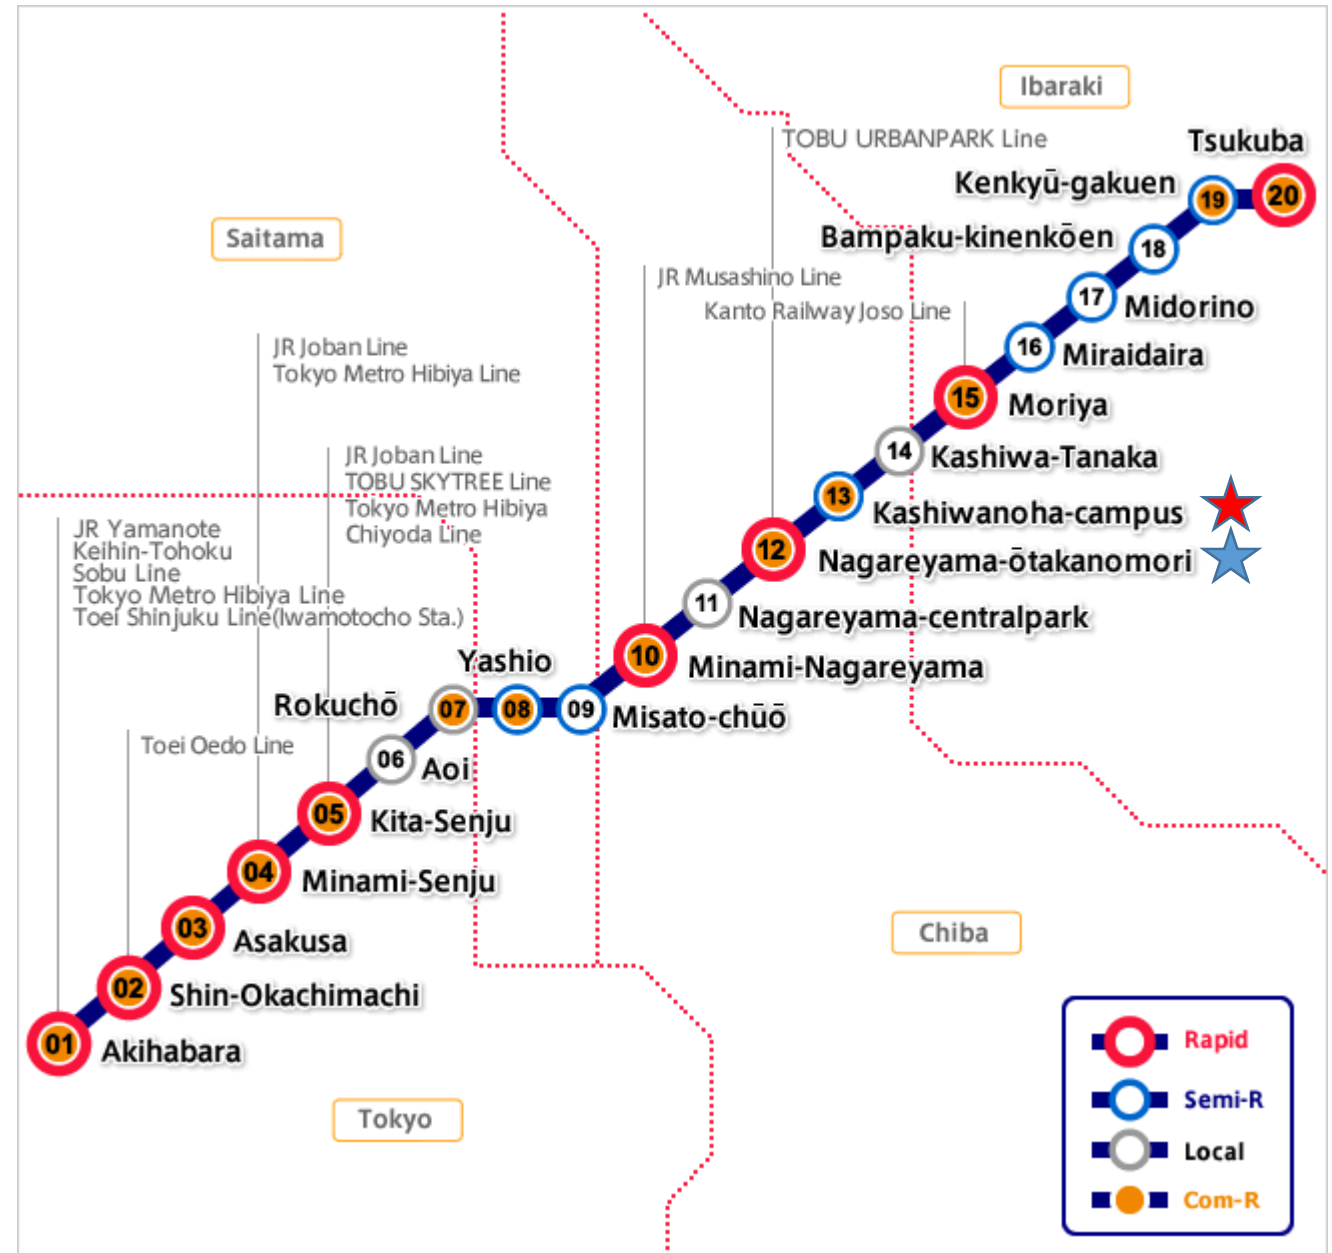 Ibaraki
TOBU URBANPARK Line
Tsukuba
Kenkyū-gakuen
19
20
Saitama
Bampaku-kinenkōen
18
JR Musashino Line
Kanto Railway Joso Line
17
Midorino
JR Joban Line
Tokyo Metro Hibiya Line
16
Miraidaira
15
Moriya
JR Joban Line
TOBU SKYTREE Line
Tokyo Metro Hibiya
Chiyoda Line
14
Kashiwa-Tanaka
13
Kashiwanoha-campus
JR Yamanote
Keihin-Tohoku
Sobu Line
Tokyo Metro Hibiya Line
Toei Shinjuku Line(Iwamotocho Sta.)
12
Nagareyama-ōtakanomori
11
Nagareyama-centralpark
10
Minami-Nagareyama
Yashio
Rokuchō
07
08
09
Misato-chūō
Toei Oedo Line
06
Aoi
05
Kita-Senju
04
Minami-Senju
03
Asakusa
Chiba
02
Shin-Okachimachi
01
Akihabara
Tokyo
Rapid
Semi-R
Local
Com-R